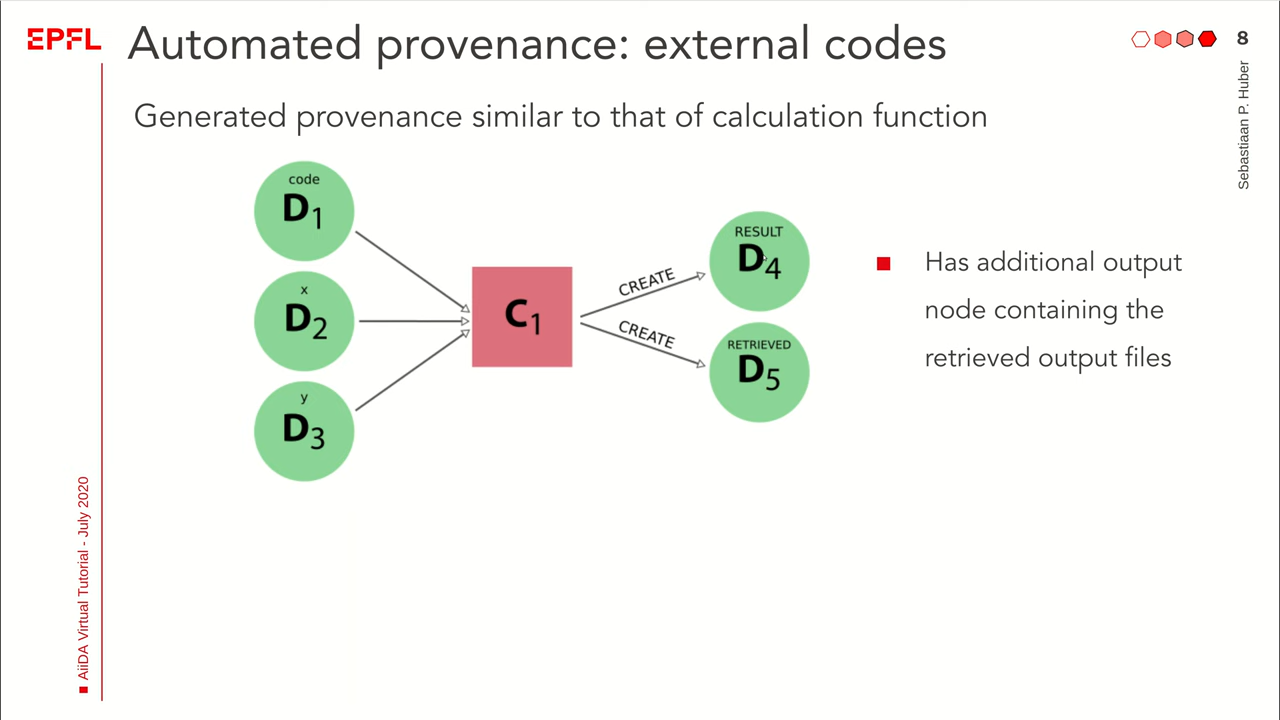 EPFL
Automated provenance: external codes
8
Sebastiaan P. Huber
Generated provenance similar to that of calculation function
code
D1
x
D2
y
D3
C1
CREATE
CREATE
RESULT
D4
RETRIEVED
D5
Has additional output
node containing the
retrieved output files
AiiDA Virtual Tutorial - July 2020